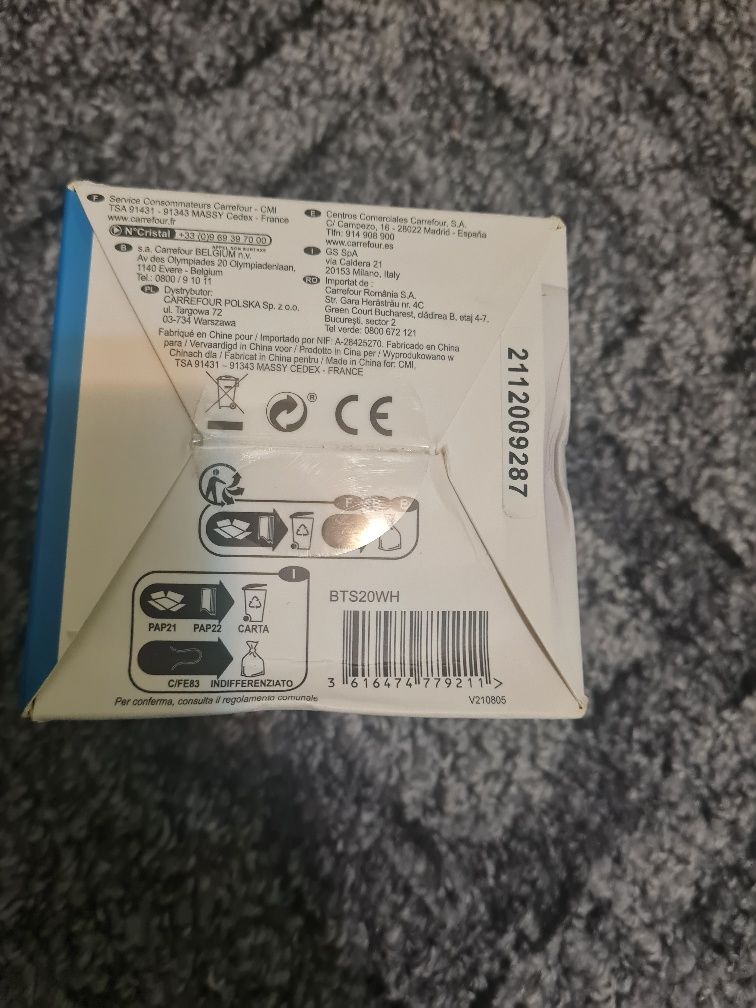 F Service Consommateurs Carrefour - CMI
TSA 91431 - 91343 MASSY Cedex - France
www.carrefour.fr
N°Cristal +33 (0)9 69 39 70 00
APPEL NON SURTAXÉ
B s.a. Carrefour BELGIUM n.v.
Av des Olympiades 20 Olympiadenlaan,
1140 Evere - Belgium
Tel.: 0800 / 9 10 11
PL Dystrybutor:
CARREFOUR POLSKA Sp. z o.o.
ul. Targowa 72
03-734 Warszawa
E Centros Comerciales Carrefour, S.A.
C/ Campezo, 16 - 28022 Madrid - España
Tlfn: 914 908 900
www.carrefour.es
I GS SpA
via Caldera 21
20153 Milano, Italy
RO Importat de :
Carrefour România S.A.
Str. Gara Herăstrău nr. 4C
Green Court Bucharest, clădirea B, etaj 4-7,
București, sector 2
Tel verde: 0800 672 121
Fabriqué en Chine pour / Importado por NIF: A-28425270. Fabricado en China
para / Vervaardigd in China voor / Prodotto in Cina per / Wyprodukowano w
Chinach dla / Fabricat in China pentru / Made in China for: CMI,
TSA 91431 – 91343 MASSY CEDEX - FRANCE
® CE
2112009287
F E
I
PAP21 PAP22 CARTA
C/FE83 INDIFFERENZIATO
Per conferma, consulta il regolamento comunale
BTS20WH
3 616474 779211 >
V210805